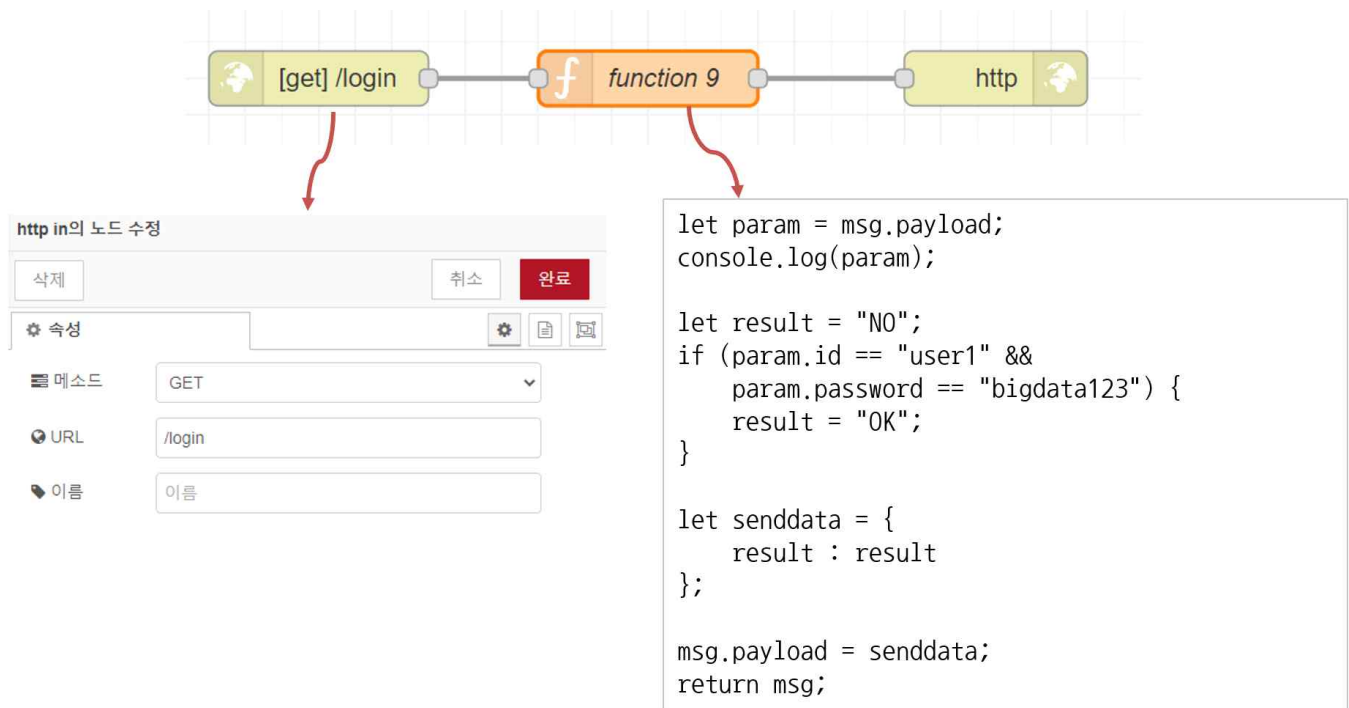 [get] /login
function 9
http
http in의 노드 수정
삭제
취소
완료
속성
메소드
GET
URL
/login
이름
이름
let param = msg.payload;
console.log(param);
let result = "NO";
if (param.id == "user1" &&
param.password == "bigdata123") {
result = "OK";
}
let senddata = {
result : result
};
msg.payload = senddata;
return msg;